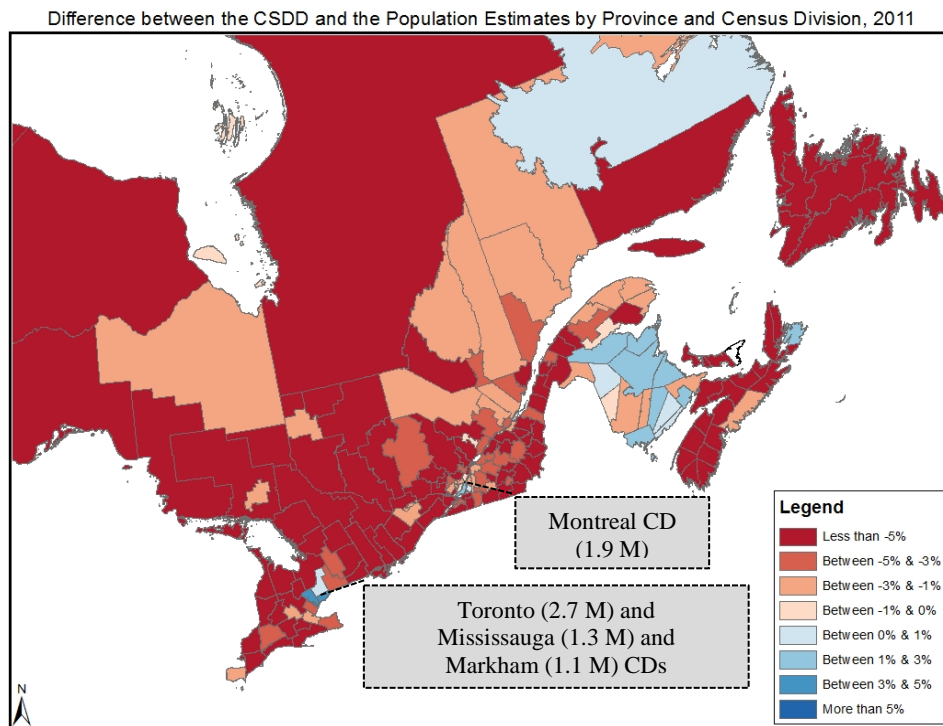 Difference between the CSDD and the Population Estimates by Province and Census Division, 2011
Montreal CD
(1.9 M)
Toronto (2.7 M) and
Mississauga (1.3 M) and
Markham (1.1 M) CDs
Legend
Less than -5%
Between -5% & -3%
Between -3% & -1%
Between -1% & 0%
Between 0% & 1%
Between 1% & 3%
Between 3% & 5%
More than 5%
N